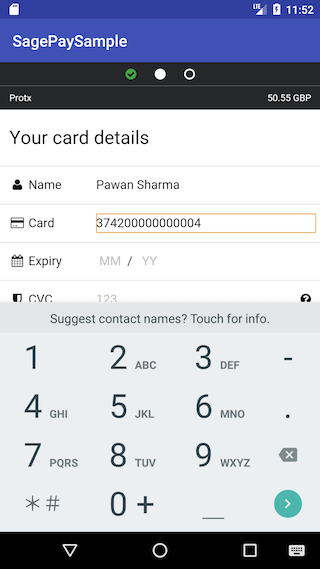 LTE 11:52
SagePaySample
Protx 50.55 GBP
Your card details
Name Pawan Sharma
Card 374200000000004
Expiry MM / YY
CVC 123
Suggest contact names? Touch for info.
1 2 ABC 3 DEF -
4 GHI 5 JKL 6 MNO .
7 PQRS 8 TUV 9 WXYZ
*# 0 + _